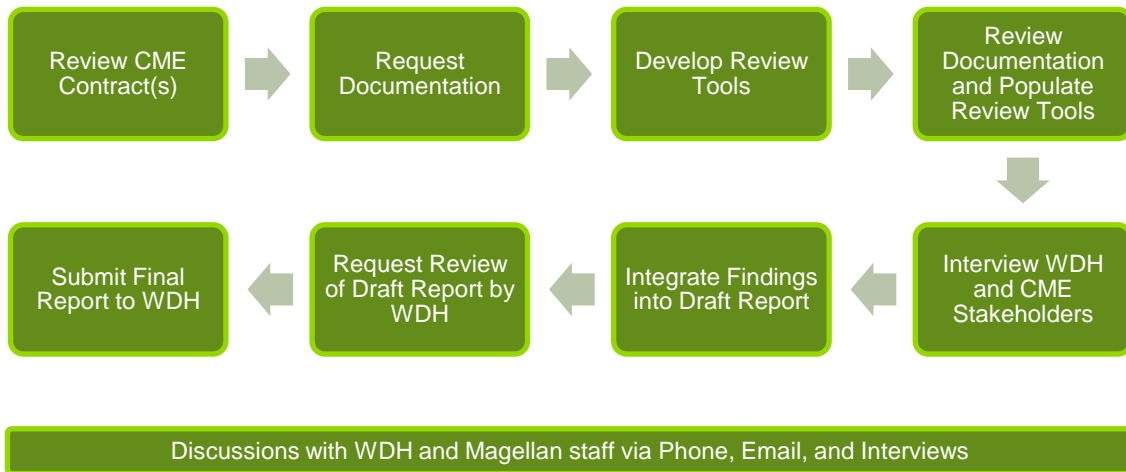 Review CME
Contract(s)
Request
Documentation
Develop Review
Tools
Review
Documentation
and Populate
Review Tools
Interview WDH
and CME
Stakeholders
Integrate Findings
into Draft Report
Request Review
of Draft Report by
WDH
Submit Final
Report to WDH
Discussions with WDH and Magellan staff via Phone, Email, and Interviews